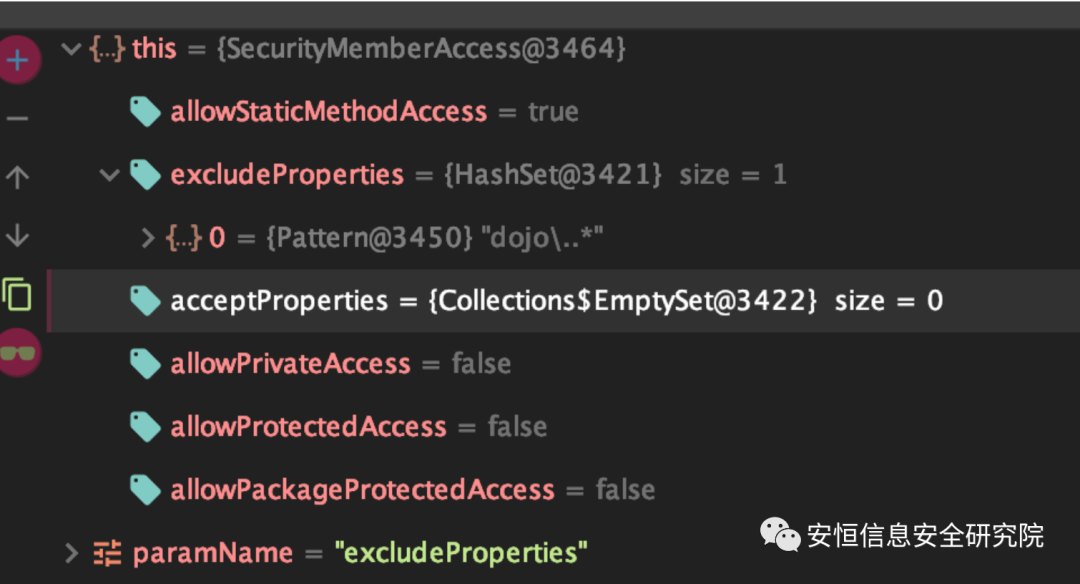 {...} this = {SecurityMemberAccess@3464}
allowStaticMethodAccess = true
excludeProperties = {HashSet@3421} size = 1
{...} 0 = {Pattern@3450} "dojo\..*"
acceptProperties = {Collections$EmptySet@3422} size = 0
allowPrivateAccess = false
allowProtectedAccess = false
allowPackageProtectedAccess = false
paramName = "excludeProperties"
安恒信息安全研究院